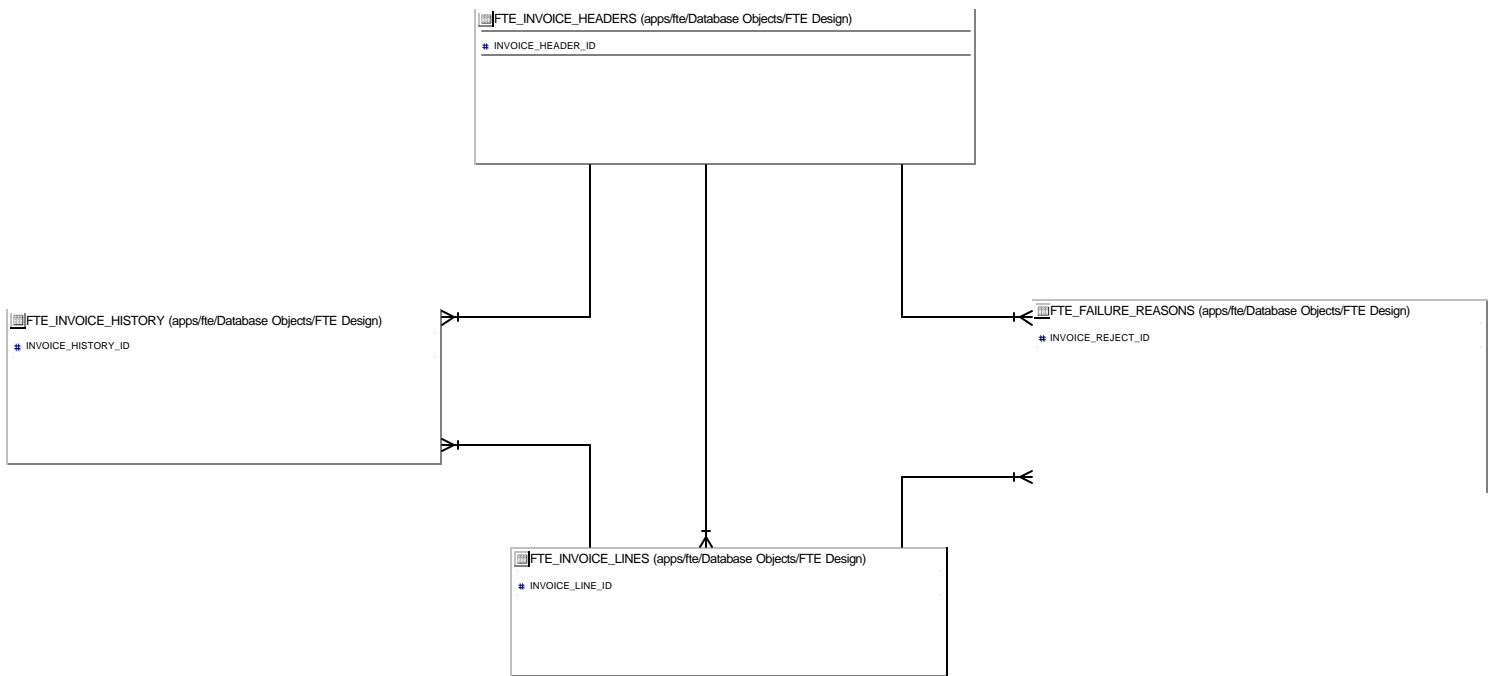 FTE_INVOICE_HEADERS (apps/fte/Database Objects/FTE Design)
# INVOICE_HEADER_ID
FTE_INVOICE_HISTORY (apps/fte/Database Objects/FTE Design)
# INVOICE_HISTORY_ID
FTE_FAILURE_REASONS (apps/fte/Database Objects/FTE Design)
# INVOICE_REJECT_ID
FTE_INVOICE_LINES (apps/fte/Database Objects/FTE Design)
# INVOICE_LINE_ID